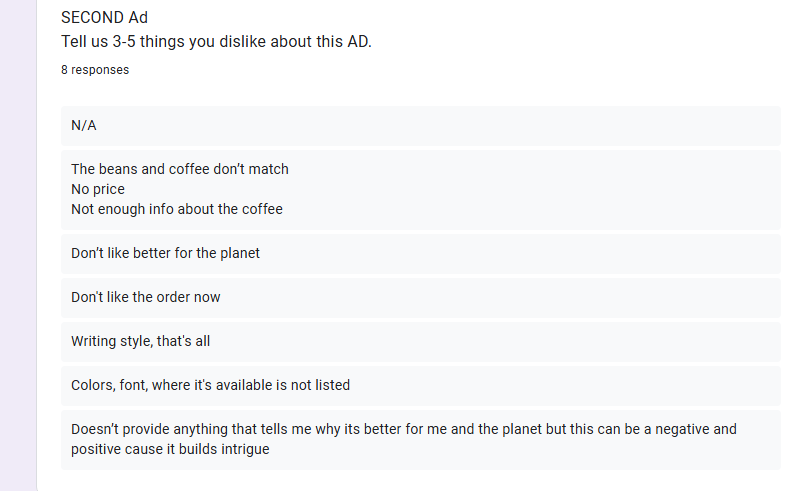 SECOND Ad
Tell us 3-5 things you dislike about this AD.
8 responses
N/A
The beans and coffee don’t match
No price
Not enough info about the coffee
Don’t like better for the planet
Don't like the order now
Writing style, that's all
Colors, font, where it's available is not listed
Doesn’t provide anything that tells me why its better for me and the planet but this can be a negative and
positive cause it builds intrigue